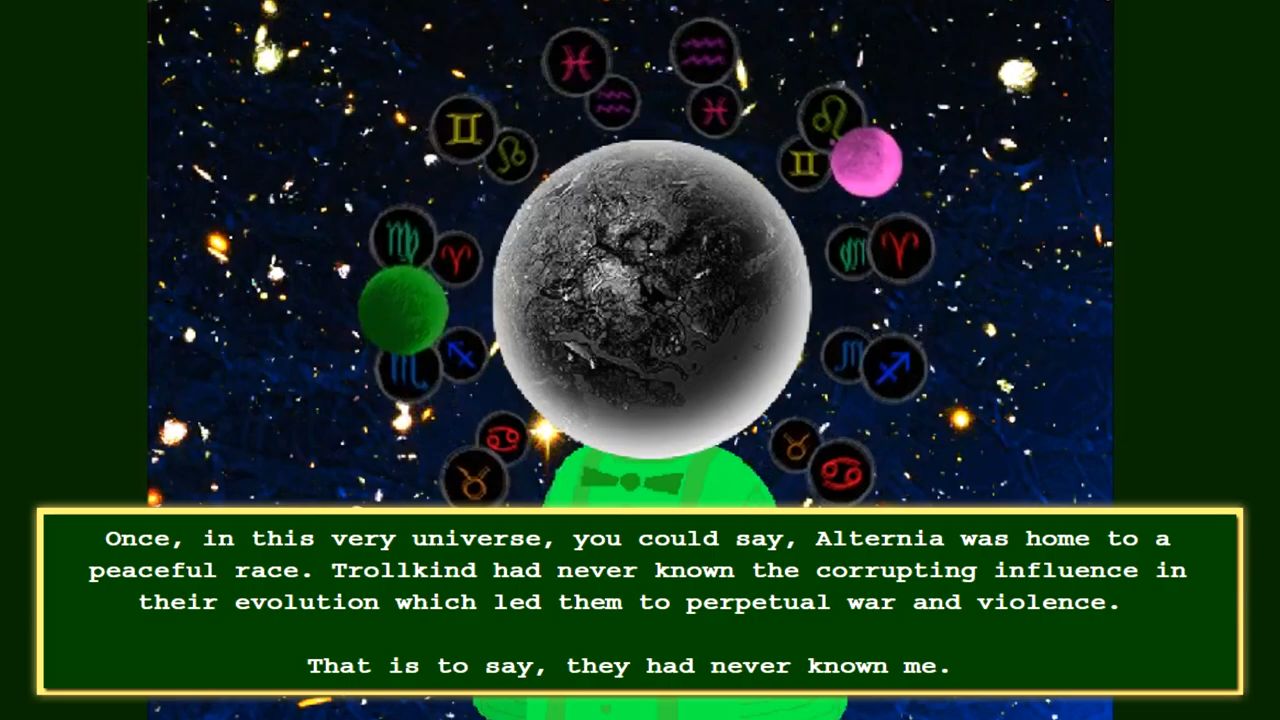 Once, in this very universe, you could say, Alternia was home to a
peaceful race. Trollkind had never known the corrupting influence in
their evolution which led them to perpetual war and violence.
That is to say, they had never known me.